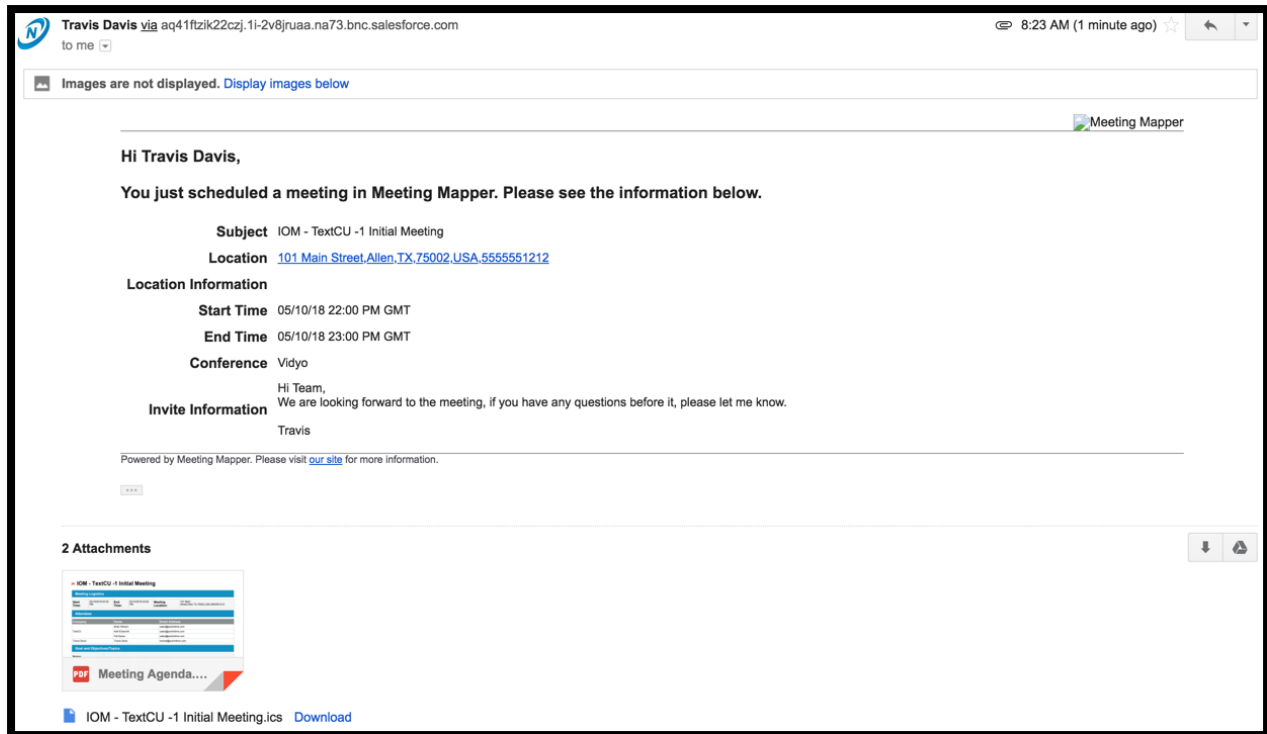 N
Travis Davis via aq41ftzik22czj.1i-2v8jruaa.na73.bnc.salesforce.com
8:23 AM (1 minute ago)
to me
Images are not displayed. Display images below
Meeting Mapper
Hi Travis Davis,
You just scheduled a meeting in Meeting Mapper. Please see the information below.
Subject IOM - TextCU -1 Initial Meeting
Location 101 Main Street,Allen,TX,75002,USA,5555551212
Location Information
Start Time 05/10/18 22:00 PM GMT
End Time 05/10/18 23:00 PM GMT
Conference Vidyo
Invite Information
Hi Team,
We are looking forward to the meeting, if you have any questions before it, please let me know.
Travis
Powered by Meeting Mapper. Please visit our site for more information.
2 Attachments
IOM - TextCU -1 Initial Meeting
Meeting Logistics
PDF Meeting Agenda....
IOM - TextCU -1 Initial Meeting.ics Download